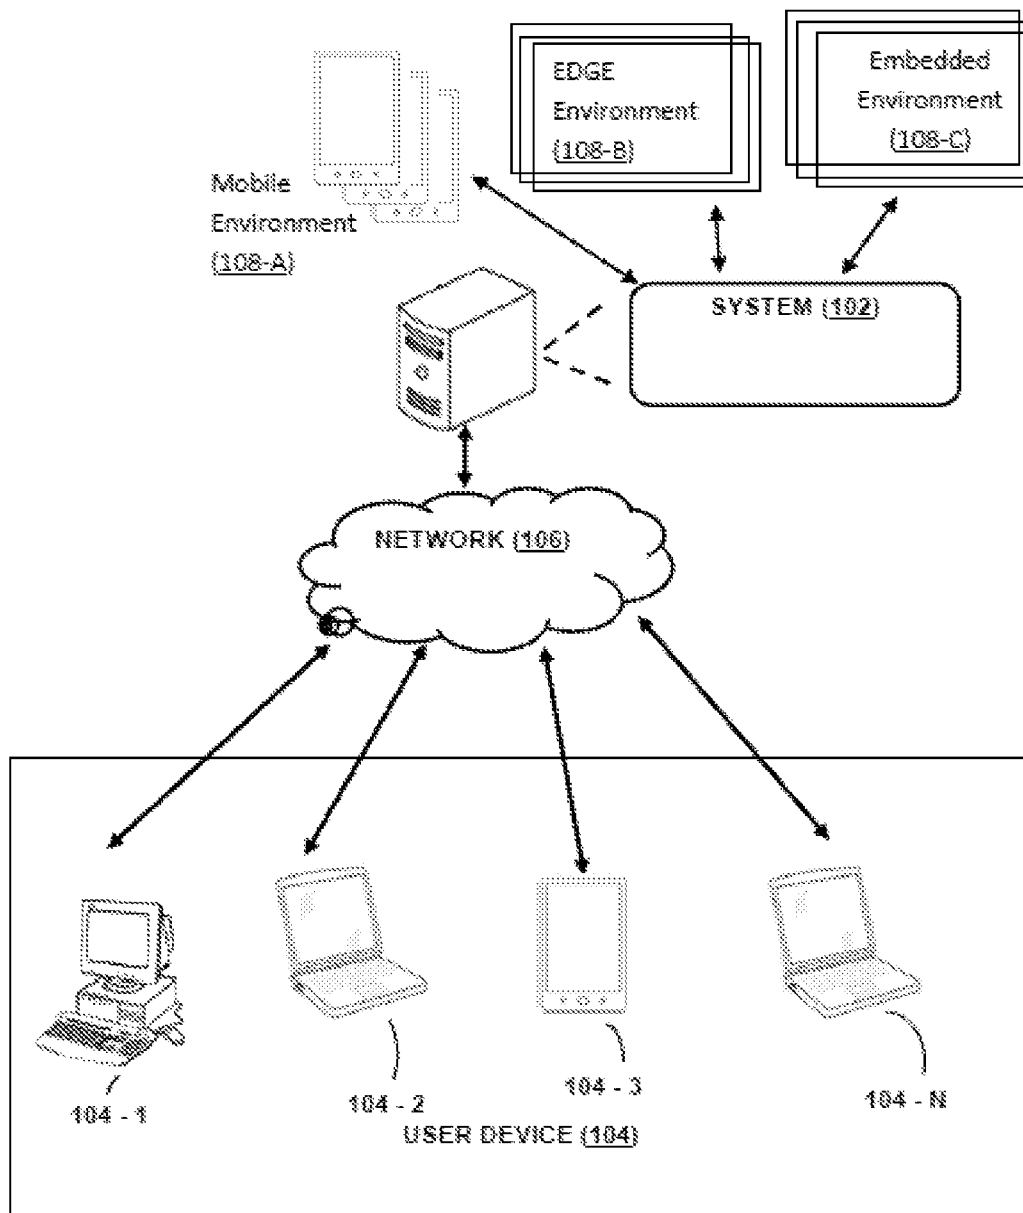 EDGE
Environment
(108-B)
Embedded
Environment
(108-C)
Mobile
Environment
(108-A)
SYSTEM (102)
NETWORK (106)
104 - 1
104 - 2
104 - 3
104 - N
USER DEVICE (104)